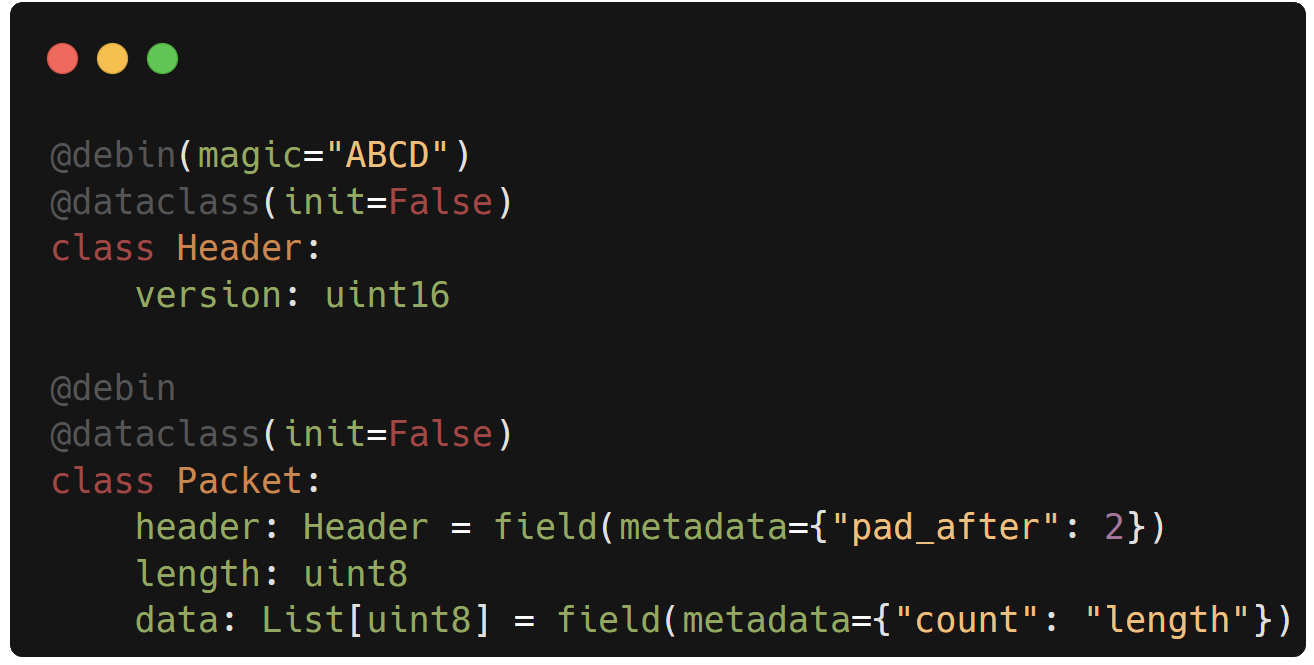 @debin(magic="ABCD")
@dataclass(init=False)
class Header:
    version: uint16

@debin
@dataclass(init=False)
class Packet:
    header: Header = field(metadata={"pad_after": 2})
    length: uint8
    data: List[uint8] = field(metadata={"count": "length"})